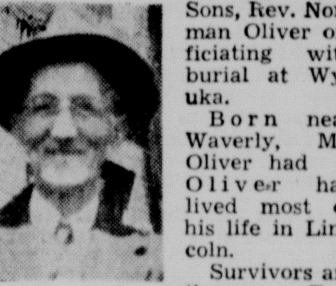 Sons, Rev. Nor
man Oliver o
ficiating wit
burial at Wy
uka.
Born nea
Waverly, M
Oliver had
Oliver ha
lived most
his life in Lin
coln.
Survivors a